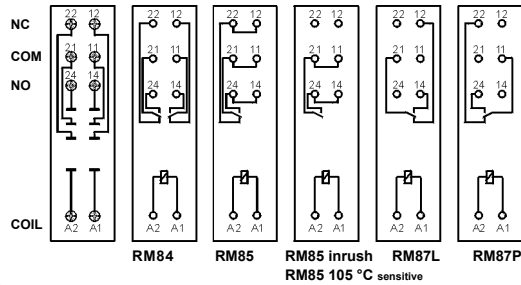 NC 22 12 22 12 22 12 22 12 22 12 22 12
COM 21 11 21 11 21 11 21 11 21 11 21 11
NO 24 14 24 14 24 14 24 14 24 14 24 14
COIL A2 A1 A2 A1 A2 A1 A2 A1 A2 A1 A2 A1
RM84 RM85 RM85 inrush RM87L RM87P
RM85 105 °C sensitive